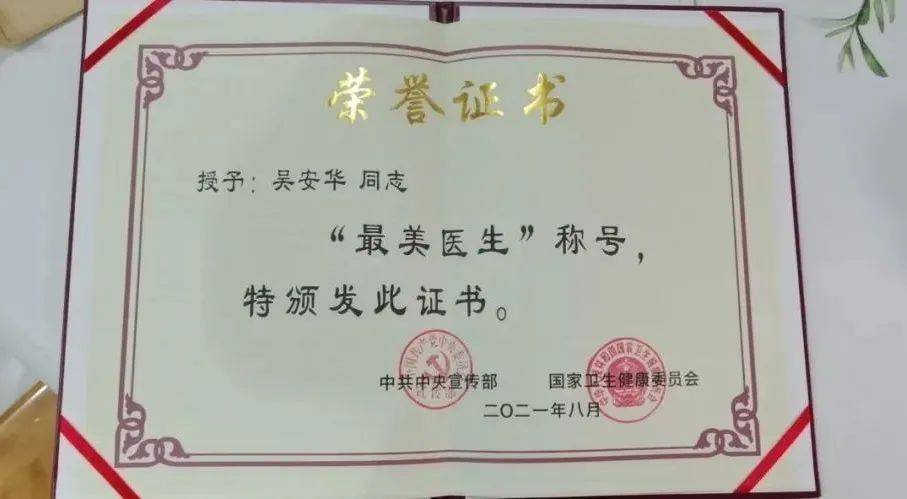 荣誉证书
授予：吴安华 同志
“最美医生”称号，
特颁发此证书。
中共中央宣传部 国家卫生健康委员会
二〇二一年八月